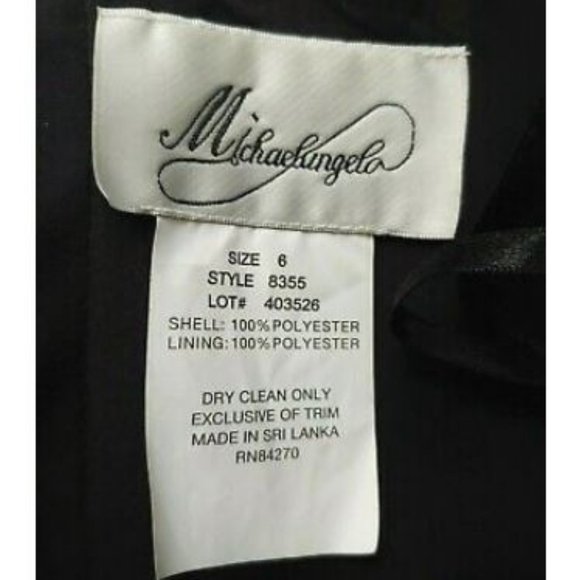 Michaelangelo
SIZE 6
STYLE 8355
LOT# 403526
SHELL: 100% POLYESTER
LINING: 100% POLYESTER
DRY CLEAN ONLY
EXCLUSIVE OF TRIM
MADE IN SRI LANKA
RN84270